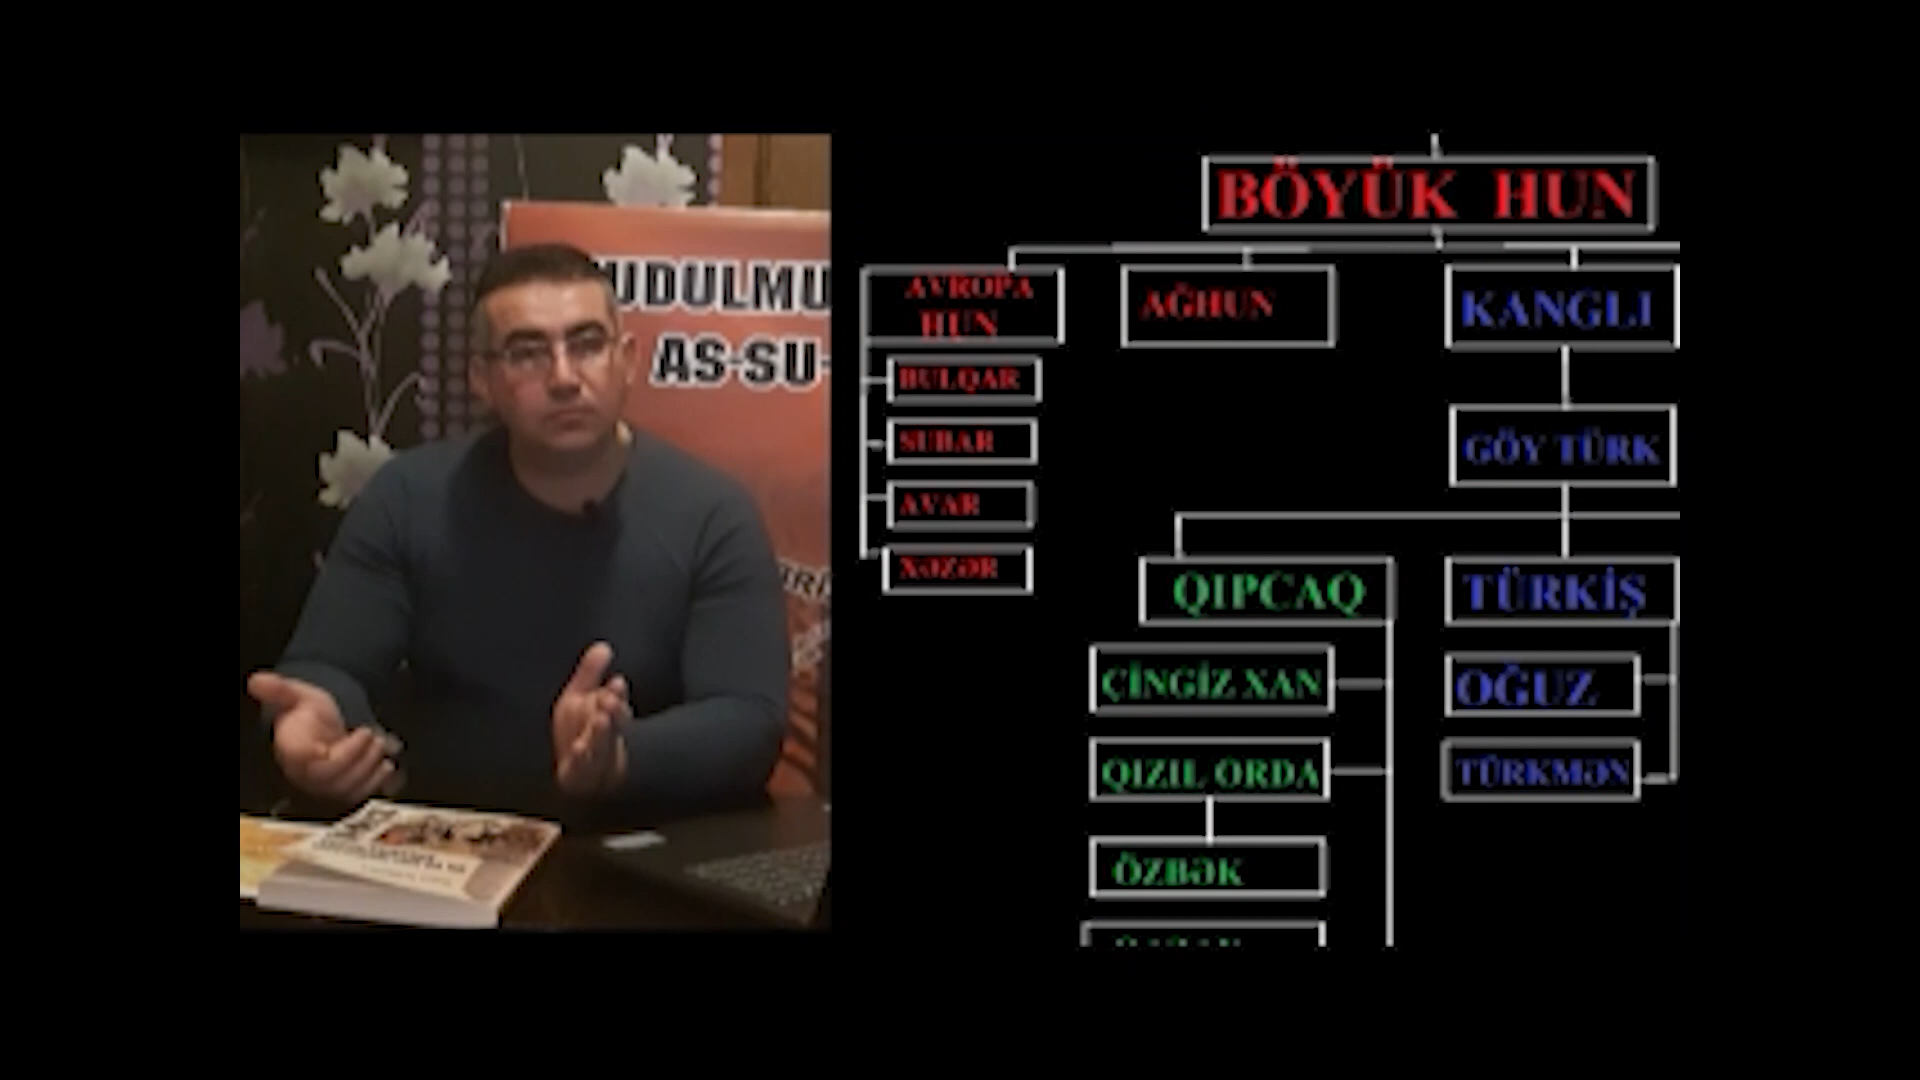 UDULMU
AS-SU-
BÖYÜK HUN
AVROPA
HUN
AĞHUN
KANGLI
BULQAR
SUBAR
AVAR
XƏZƏR
GÖY TÜRK
QIPCAQ
TÜRKİŞ
ÇİNGİZ XAN
OĞUZ
QIZIL ORDA
TÜRKMƏN
ÖZBƏK